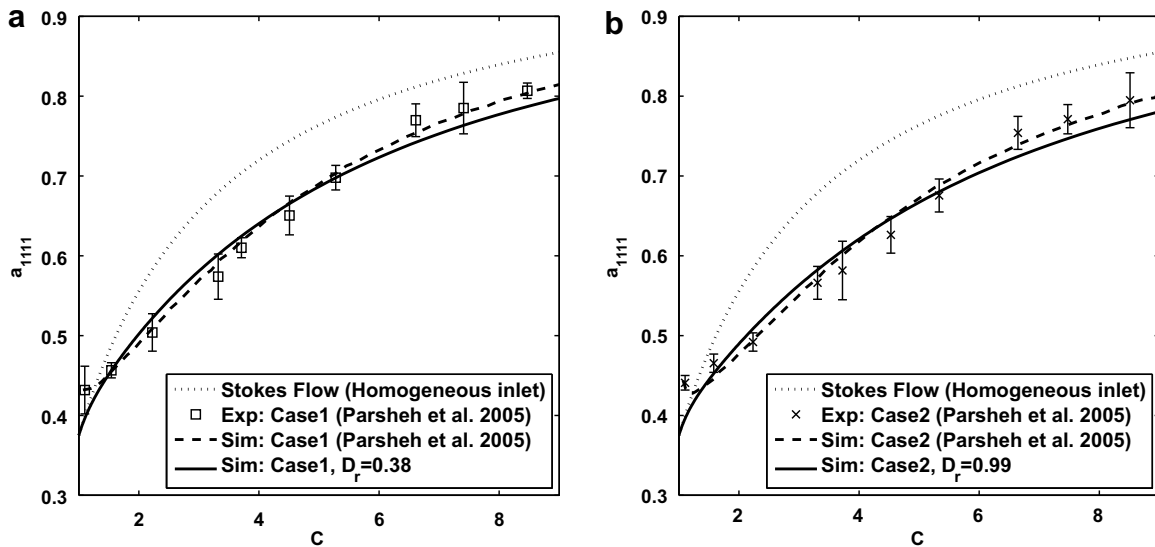 a
0.9
0.8
0.7
0.6
0.5
0.4
0.3
a1111
2
4
6
8
C
Stokes Flow (Homogeneous inlet)
Exp: Case1 (Parsheh et al. 2005)
Sim: Case1 (Parsheh et al. 2005)
Sim: Case1, Dr=0.38
b
0.9
0.8
0.7
0.6
0.5
0.4
0.3
a1111
2
4
6
8
C
Stokes Flow (Homogeneous inlet)
Exp: Case2 (Parsheh et al. 2005)
Sim: Case2 (Parsheh et al. 2005)
Sim: Case2, Dr=0.99